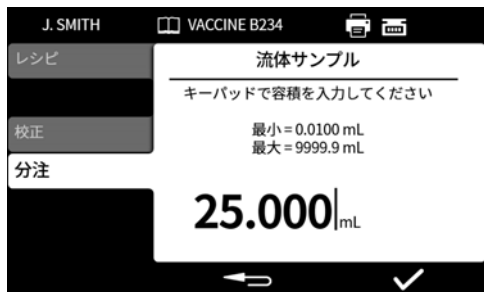 J. SMITH VACCINE B234
レシピ
校正
分注
流体サンプル
キーパッドで容積を入力してください
最小 = 0.0100 mL
最大 = 9999.9 mL
25.000 mL